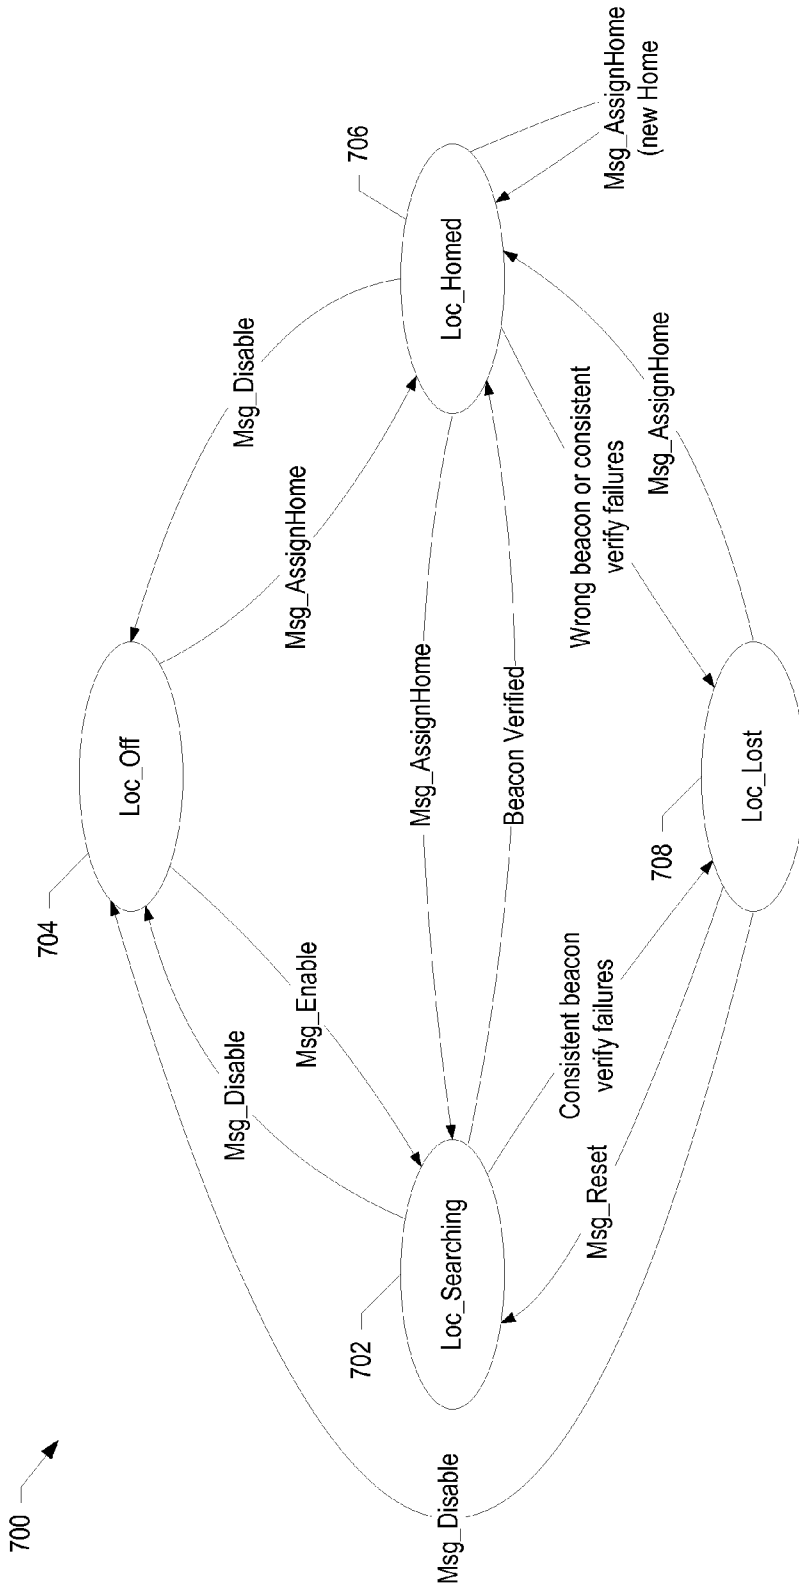 700
704
Loc_Off
Msg_Disable
706
Loc_Homed
Msg_AssignHome
(new Home
Msg_AssignHome
Msg_Enable
Msg_Disable
Msg_Disable
702
Loc_Searching
Msg_AssignHome
Beacon Verified
Wrong beacon or consistent
verify failures
Msg_AssignHome
Consistent beacon
verify failures
Msg_Reset
708
Loc_Lost